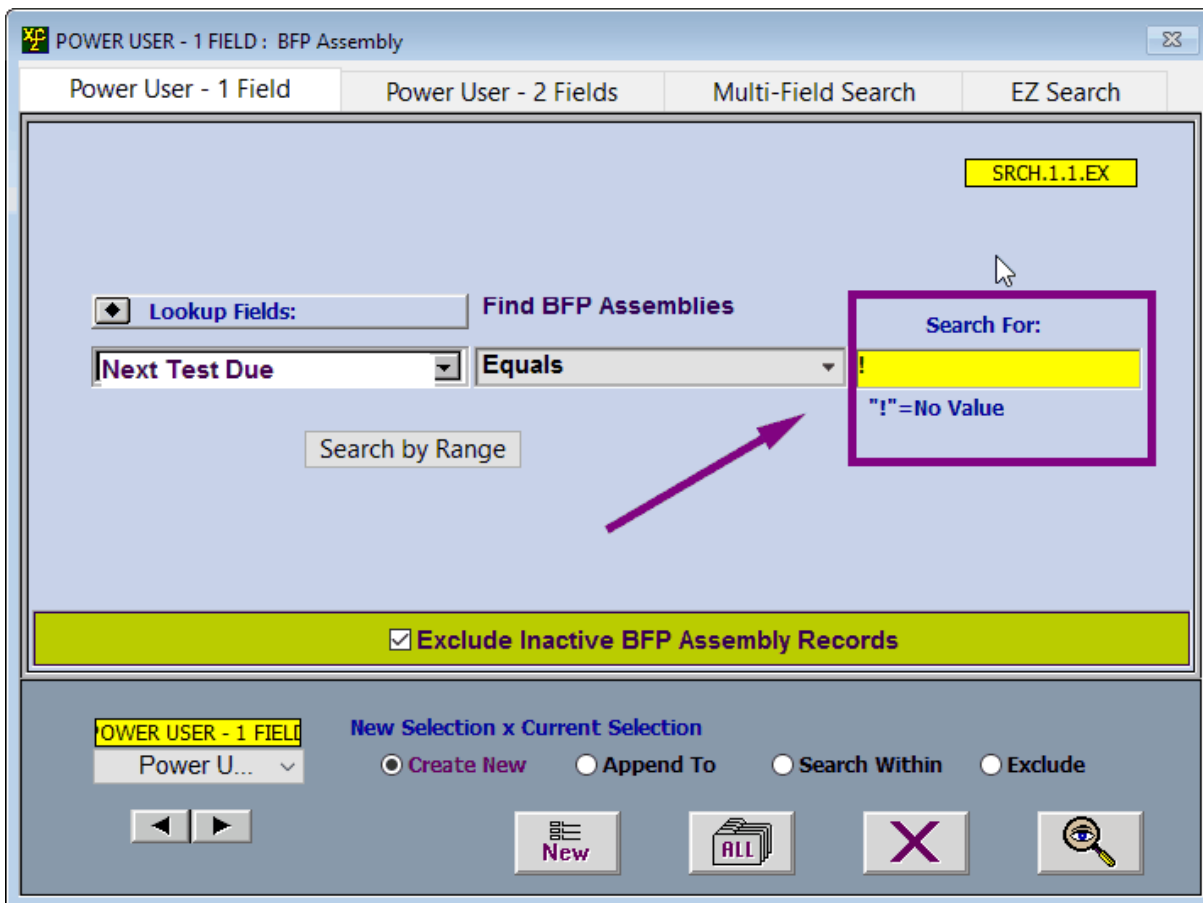 POWER USER - 1 FIELD : BFP Assembly
Power User - 1 Field Power User - 2 Fields Multi-Field Search EZ Search
SRCH.1.1.EX
Lookup Fields: Find BFP Assemblies Search For:
Next Test Due Equals !
"!"=No Value
Search by Range
Exclude Inactive BFP Assembly Records
POWER USER - 1 FIELD New Selection x Current Selection
Power U... Create New Append To Search Within Exclude
New ALL